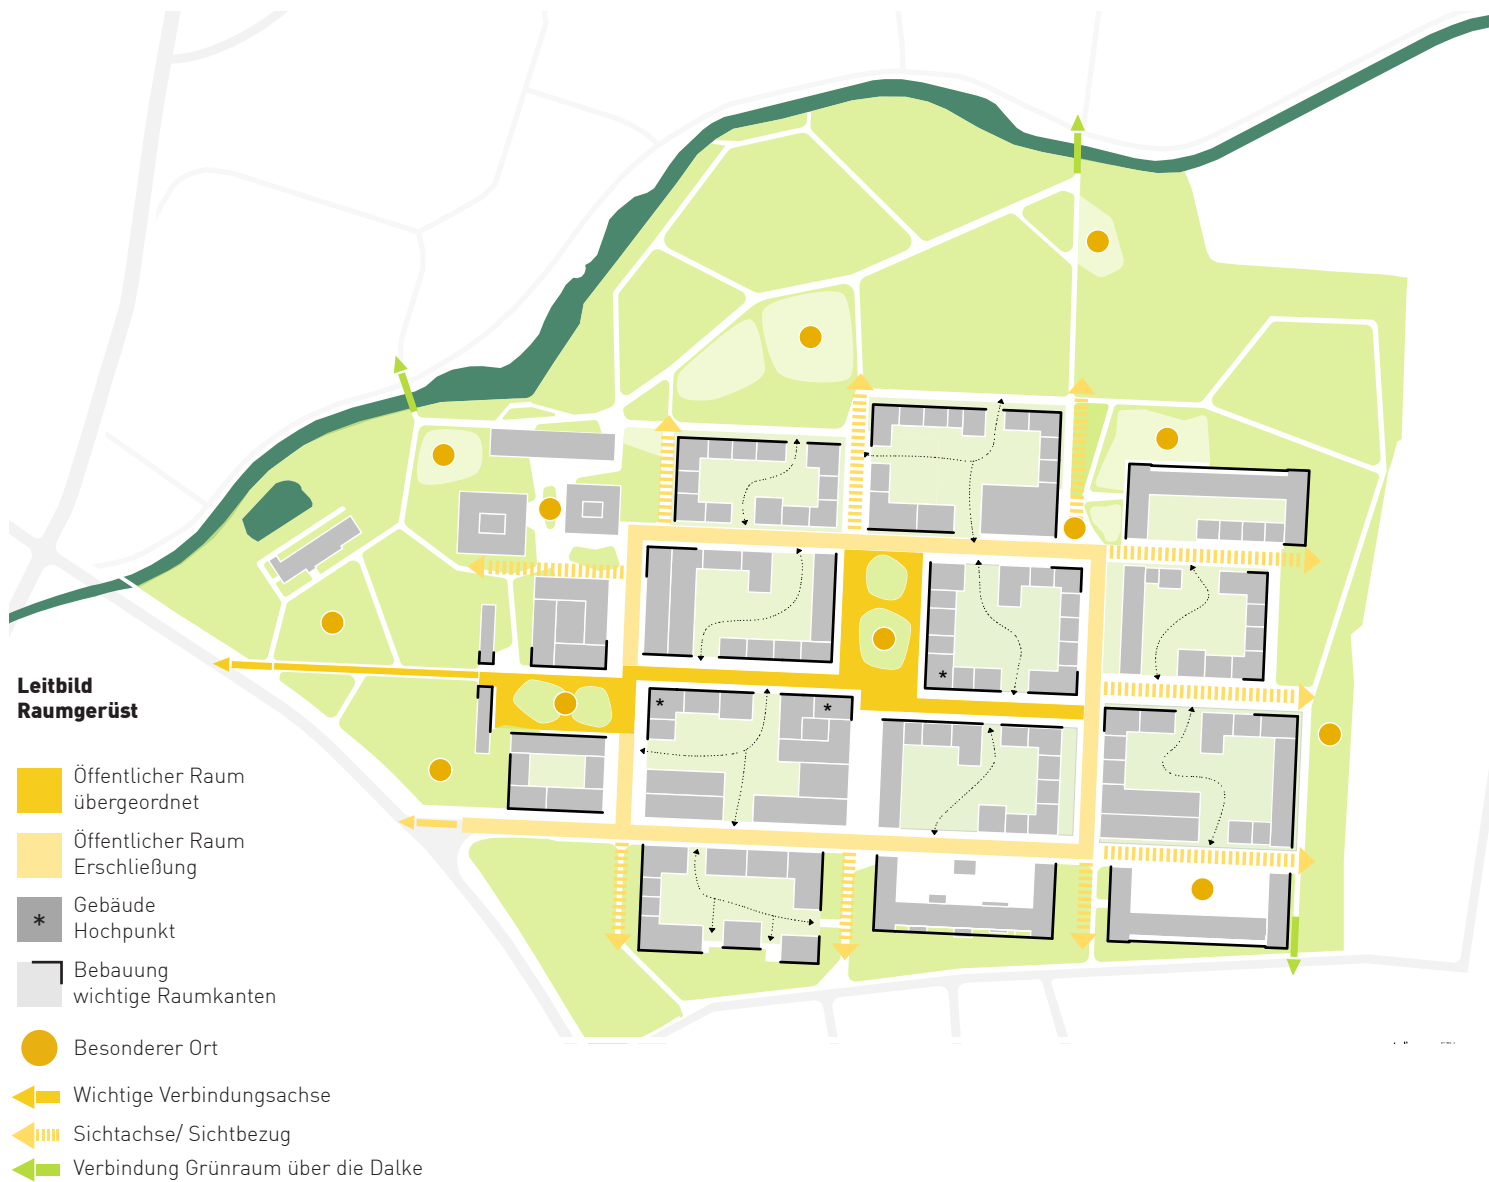 Leitbild
Raumgerüst
Öffentlicher Raum
übergeordnet
Öffentlicher Raum
Erschließung
*
Gebäude
Hochpunkt
Bebauung
wichtige Raumkanten
Besonderer Ort
Wichtige Verbindungsachse
Sichtachse/ Sichtbezug
Verbindung Grünraum über die Dalke
*
*
*